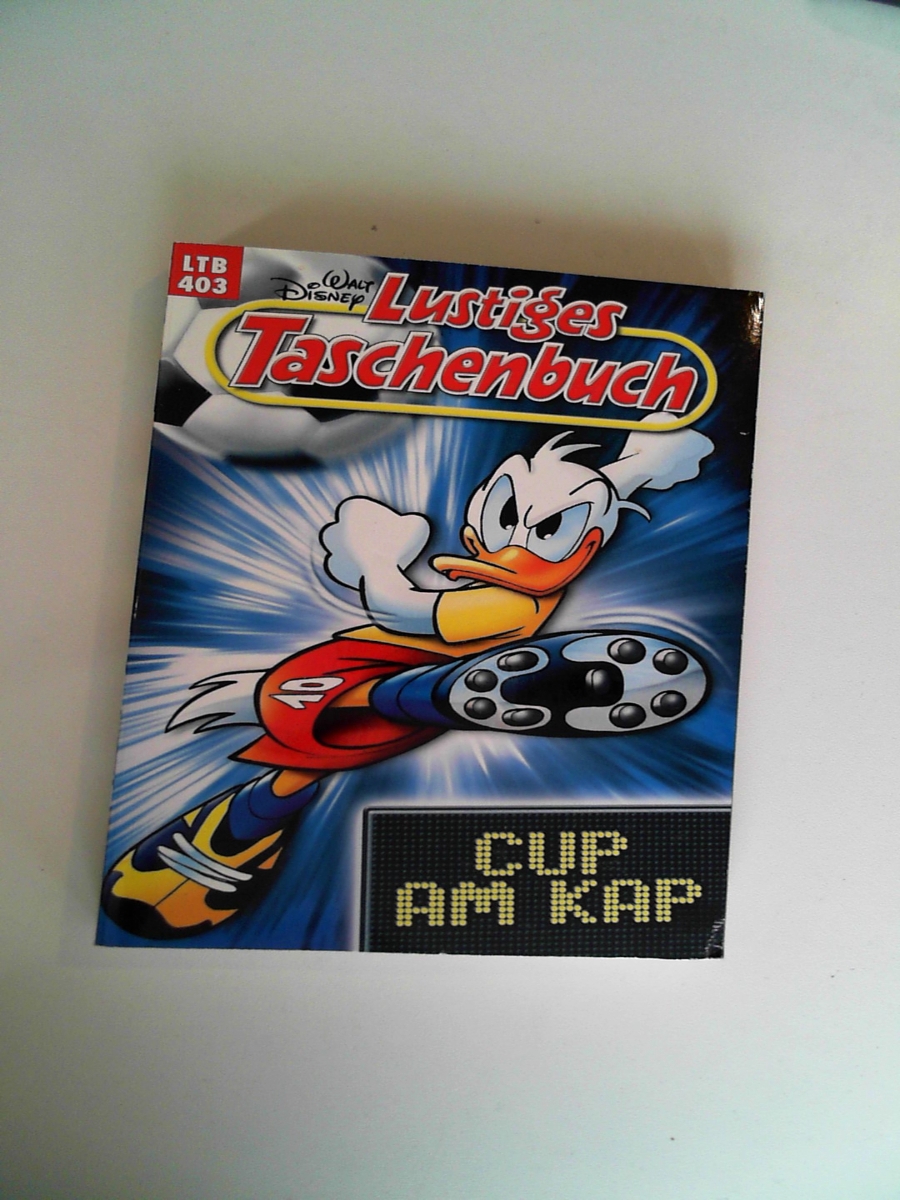 LTB
403
WALT
DISNEY
Lustiges
Taschenbuch
10
CUP
AM KAP